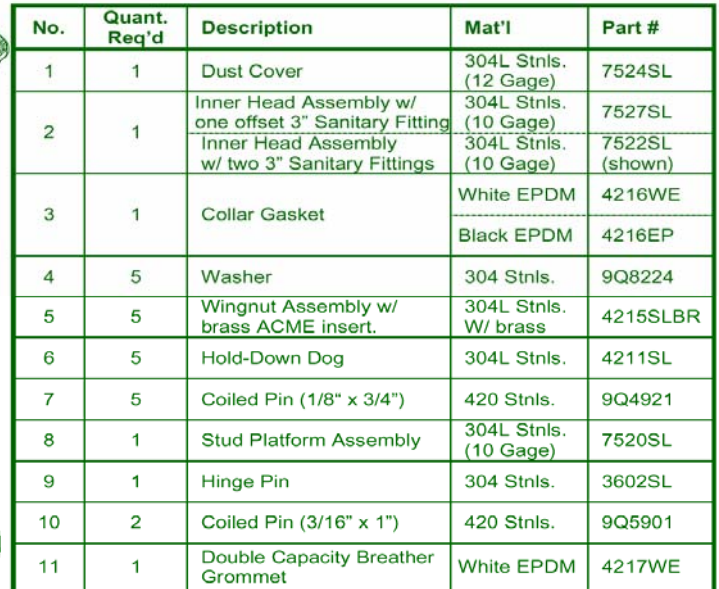 No. Quant. Req'd Description Mat'l Part #
1 1 Dust Cover 304L Stnls. (12 Gage) 7524SL
2 1 Inner Head Assembly w/ one offset 3" Sanitary Fitting 304L Stnls. (10 Gage) 7527SL
Inner Head Assembly w/ two 3" Sanitary Fittings 304L Stnls. (10 Gage) 7522SL (shown)
3 1 Collar Gasket White EPDM 4216WE
Black EPDM 4216EP
4 5 Washer 304 Stnls. 9Q8224
5 5 Wingnut Assembly w/ brass ACME insert. 304L Stnls. W/ brass 4215SLBR
6 5 Hold-Down Dog 304L Stnls. 4211SL
7 5 Coiled Pin (1/8“ x 3/4”) 420 Stnls. 9Q4921
8 1 Stud Platform Assembly 304L Stnls. (10 Gage) 7520SL
9 1 Hinge Pin 304 Stnls. 3602SL
10 2 Coiled Pin (3/16" x 1”) 420 Stnls. 9Q5901
11 1 Double Capacity Breather Grommet White EPDM 4217WE